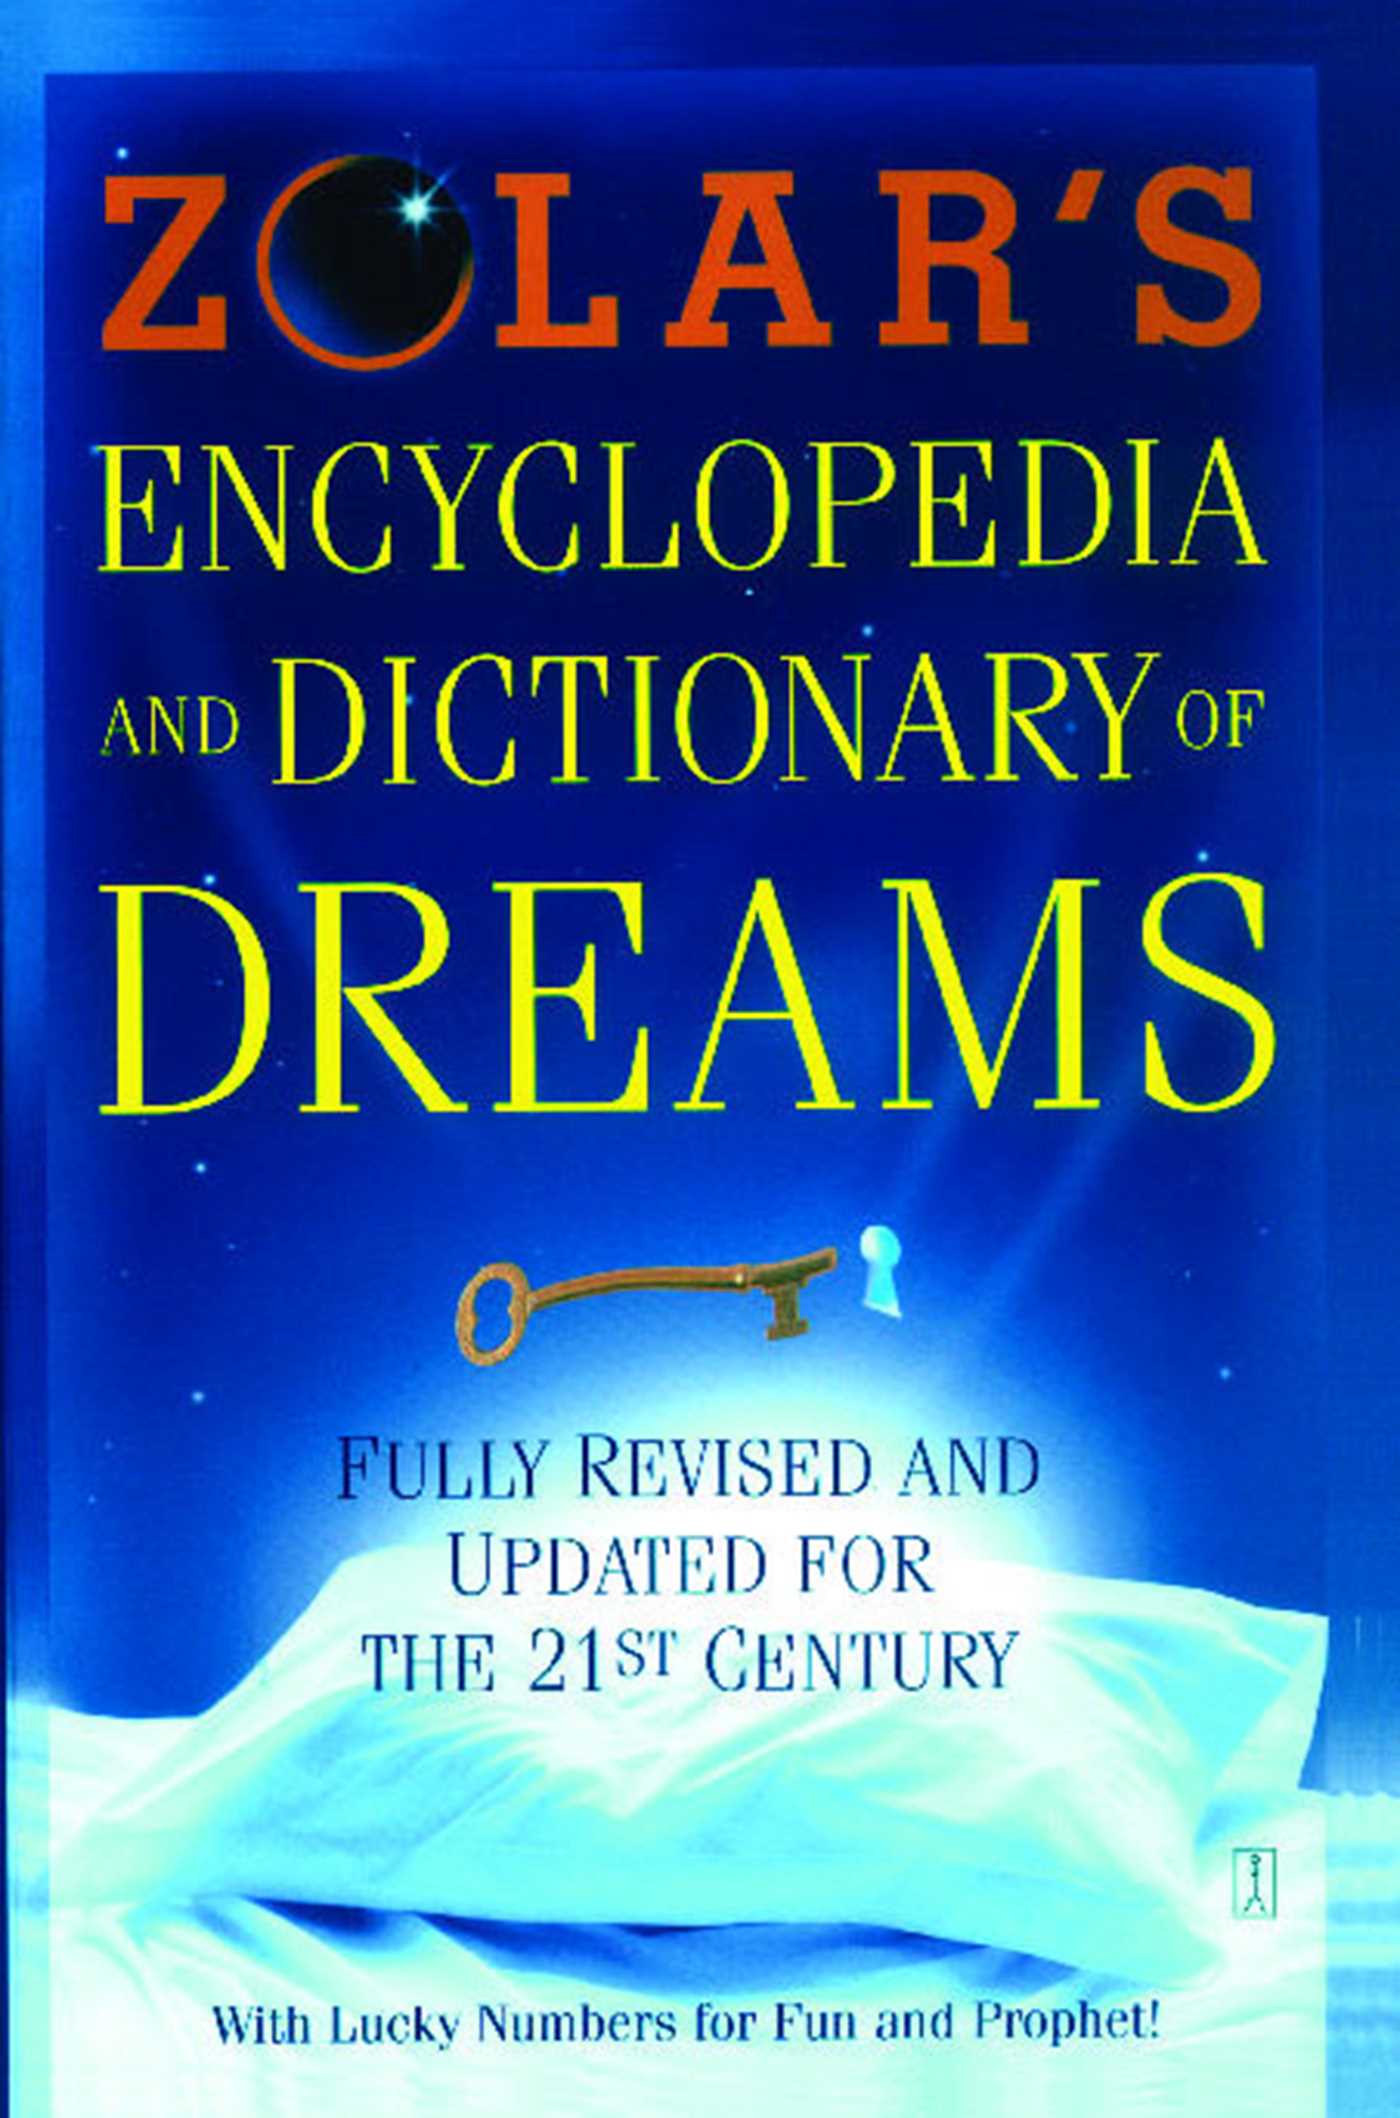 ZOLAR'S
ENCYCLOPEDIA
AND DICTIONARY OF
DREAMS
FULLY REVISED AND
UPDATED FOR
THE 21ST CENTURY
With Lucky Numbers for Fun and Prophet!